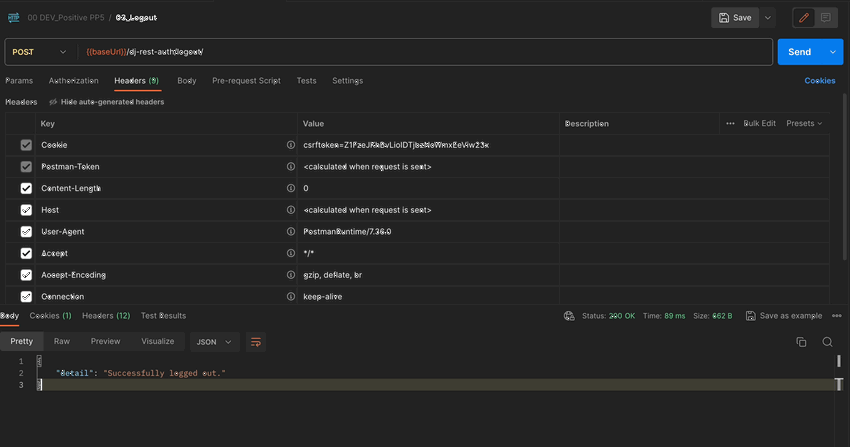 00 DEV_Positive PP5 / 03_Logout
Save
POST
{{baseUrl}}/dj-rest-auth/logout/
Send
Params Authorization Headers (9) Body Pre-request Script Tests Settings Cookies
Headers Hide auto-generated headers
Key Value Description ••• Bulk Edit Presets
Cookie
Postman-Token <calculated when request is sent>
Content-Length 0
Host <calculated when request is sent>
User-Agent PostmanRuntime/7.36.0
Accept */*
Accept-Encoding gzip, deflate, br
Connection keep-alive
Body Cookies (1) Headers (12) Test Results Status: 200 OK Time: 89 ms Size: 662 B Save as example •••
Pretty Raw Preview Visualize JSON
1 {
2 "detail": "Successfully logged out."
3 }